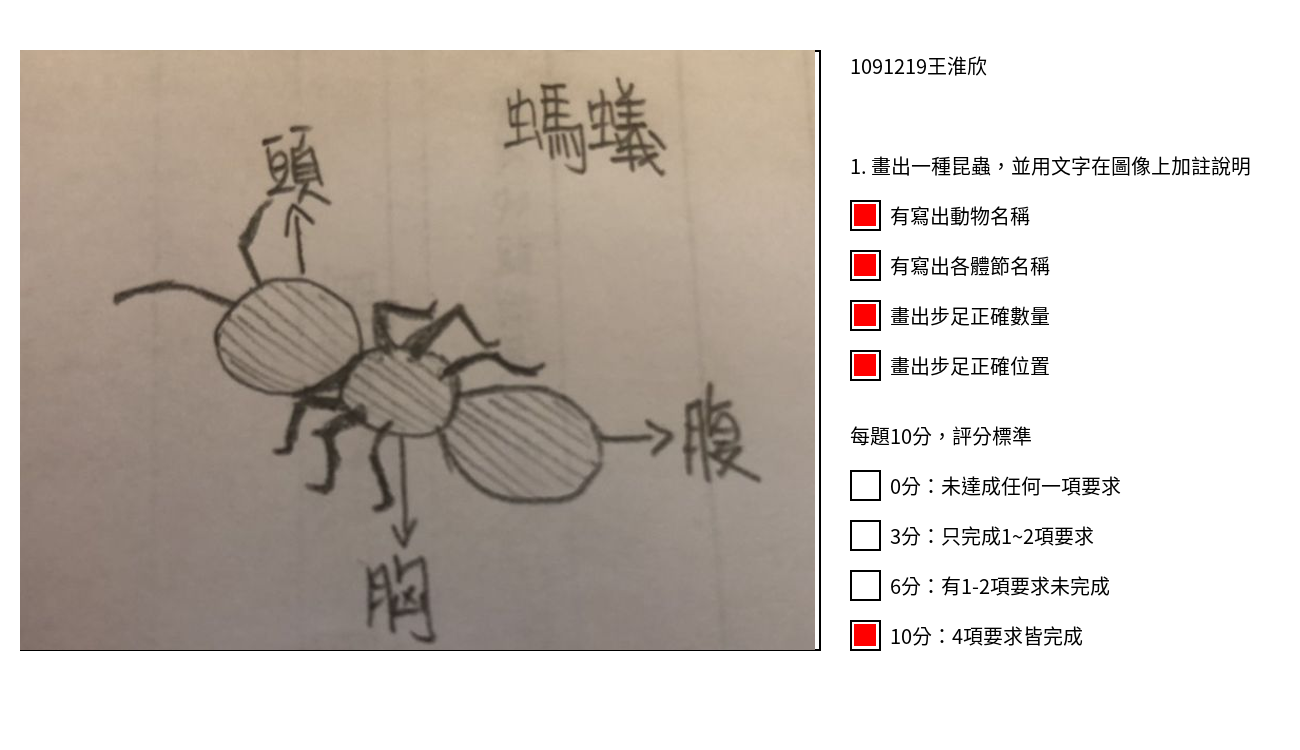 螞蟻
頭
腹
胸
1091219王淮欣
1. 畫出一種昆蟲，並用文字在圖像上加註說明
有寫出動物名稱
有寫出各體節名稱
畫出步足正確數量
畫出步足正確位置
每題10分，評分標準
0分：未達成任何一項要求
3分：只完成1~2項要求
6分：有1-2項要求未完成
10分：4項要求皆完成